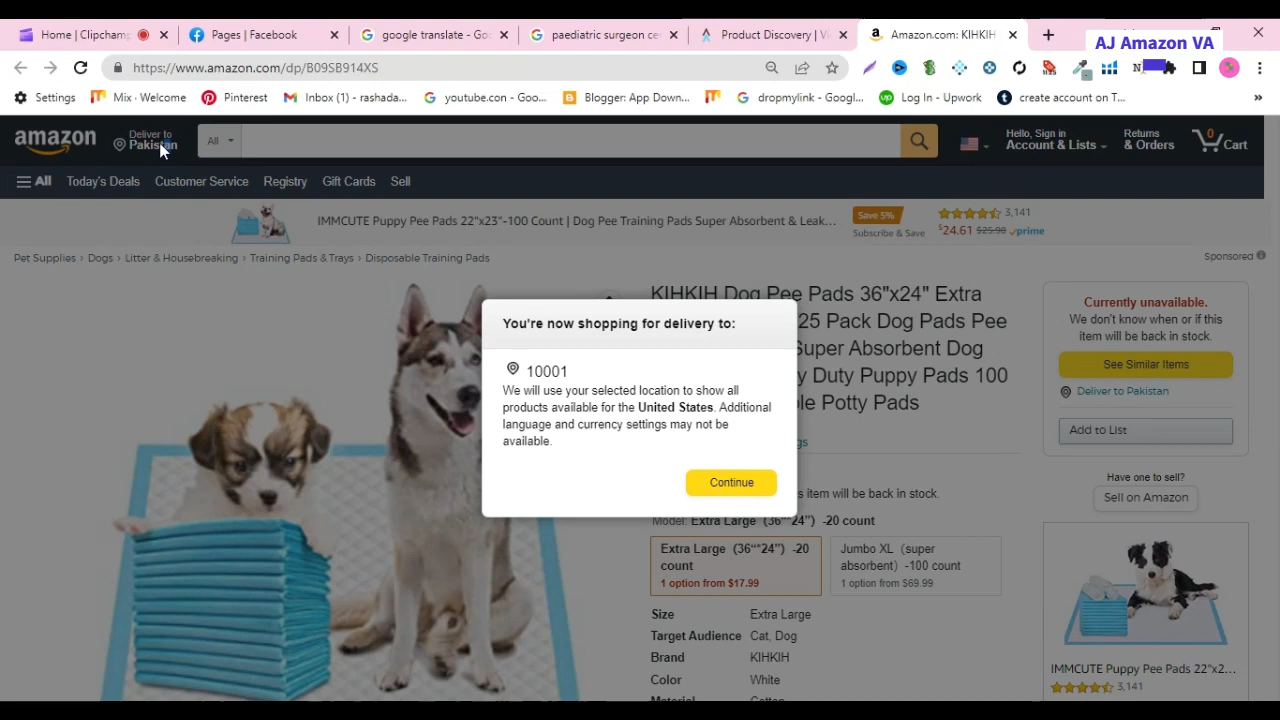 Home | Clipchamp
Pages | Facebook
google translate - Goo
paediatric surgeon ce
Product Discovery | V
Amazon.com: KIHKIH
AJ Amazon VA
https://www.amazon.com/dp/B09SB914XS
Settings
Mix · Welcome
Pinterest
Inbox (1) - rashada...
youtube.con - Goo...
Blogger: App Down...
dropmylink - Googl...
Log In - Upwork
create account on T...
»
amazon
Deliver to
Pakistan
All
Hello, Sign in
Account & Lists
Returns
& Orders
0
Cart
All
Today's Deals
Customer Service
Registry
Gift Cards
Sell
IMMCUTE Puppy Pee Pads 22"x23"-100 Count | Dog Pee Training Pads Super Absorbent & Leak...
Save 5%
Subscribe & Save
3,141
$24.61 $25.90 prime
Pet Supplies › Dogs › Litter & Housebreaking › Training Pads & Trays › Disposable Training Pads
Sponsored
KIHKIH Dog Pee Pads 36"x24" Extra
25 Pack Dog Pads Pee
Super Absorbent Dog
y Duty Puppy Pads 100
le Potty Pads
gs
You're now shopping for delivery to:
10001
We will use your selected location to show all
products available for the United States. Additional
language and currency settings may not be
available.
Continue
s item will be back in stock.
Model: Extra Large (36““24”) -20 count
Extra Large (36““24”) -20
count
1 option from $17.99
Jumbo XL（super
absorbent）-100 count
1 option from $69.99
Size Extra Large
Target Audience Cat, Dog
Brand KIHKIH
Color White
Currently unavailable.
We don't know when or if this
item will be back in stock.
See Similar Items
Deliver to Pakistan
Add to List
Have one to sell?
Sell on Amazon
IMMCUTE Puppy Pee Pads 22"x2...
3,141